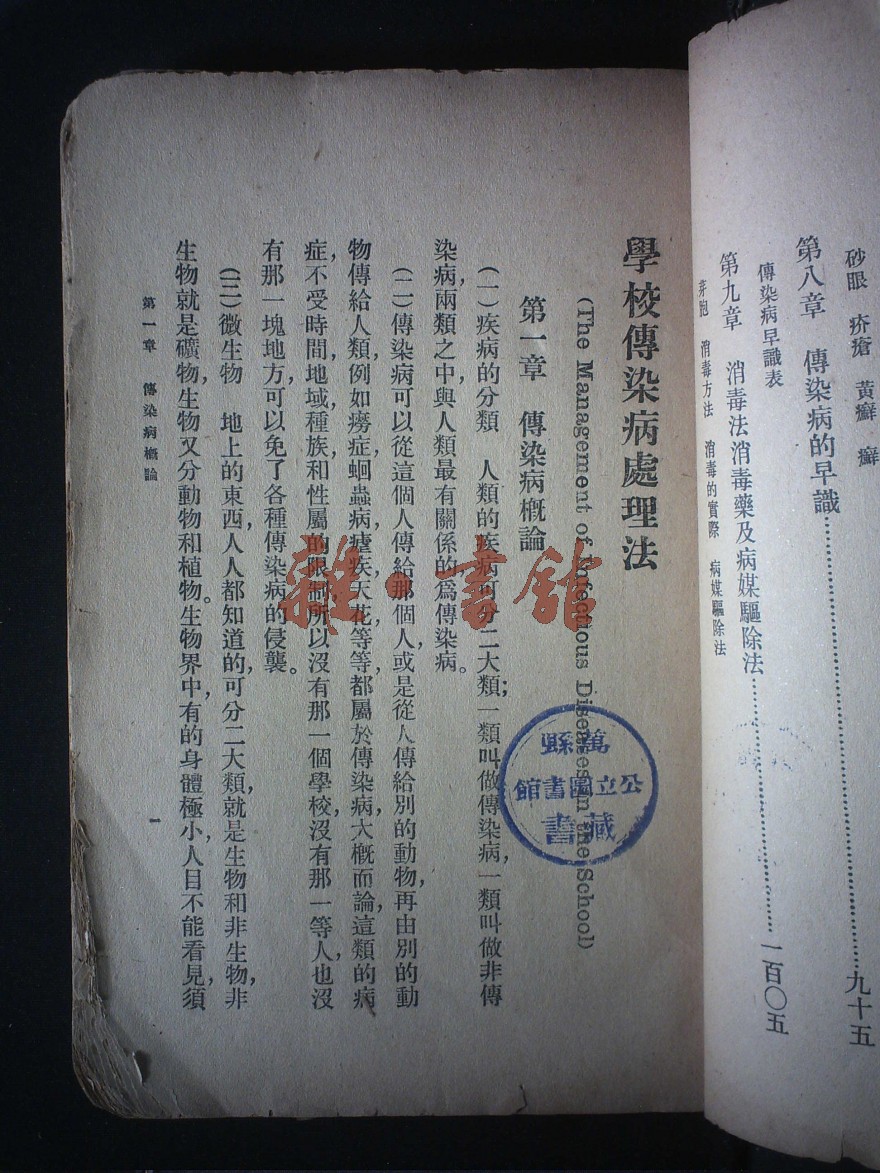 砂眼 疥瘡 黃癬 癬
第八章 傳染病的早識……九十五
傳染病早識表
第九章 消毒法消毒藥及病媒驅除法……一百〇五
芽胞 消毒方法 消毒的實際 病媒驅除法
學校傳染病處理法
(The Management of Infectious Diseases in the School)
第一章 傳染病概論
(一)疾病的分類 人類的疾病可分二大類;一類叫做傳染病,一類叫做非傳
染病,兩類之中,與人類最有關係的爲傳染病。
(二)傳染病可以從這個人傳給那個人,或是從人傳給別的動物,再由別的動
物傳給人類,例如癆症,蛔蟲病,瘧疾,天花等等,都屬於傳染病,大槪而論,這類的病
症,不受時間,地域,種族,和性屬的限制,所以沒有那一個學校,沒有那一等人,也沒
有那一塊地方,可以免了各種傳染病的侵襲。
(三)微生物 地上的東西,人人都知道的,可分二大類,就是生物和非生物,非
生物就是礦物,生物又分動物和植物。生物界中,有的身體極小,人目不能看見,須
第一章 傳染病概論
一
萬縣
公立圖書館
藏書
雜·書館